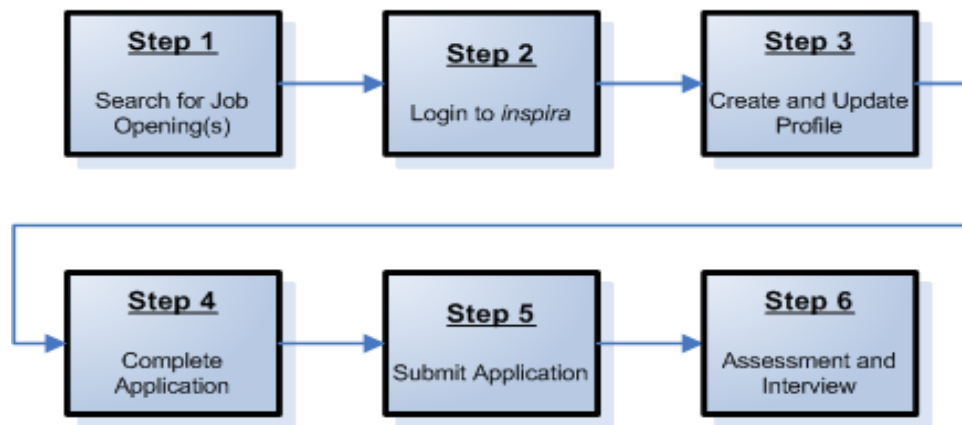 Step 1
Search for Job
Opening(s)
Step 2
Login to inspira
Step 3
Create and Update
Profile
Step 4
Complete
Application
Step 5
Submit Application
Step 6
Assessment and
Interview